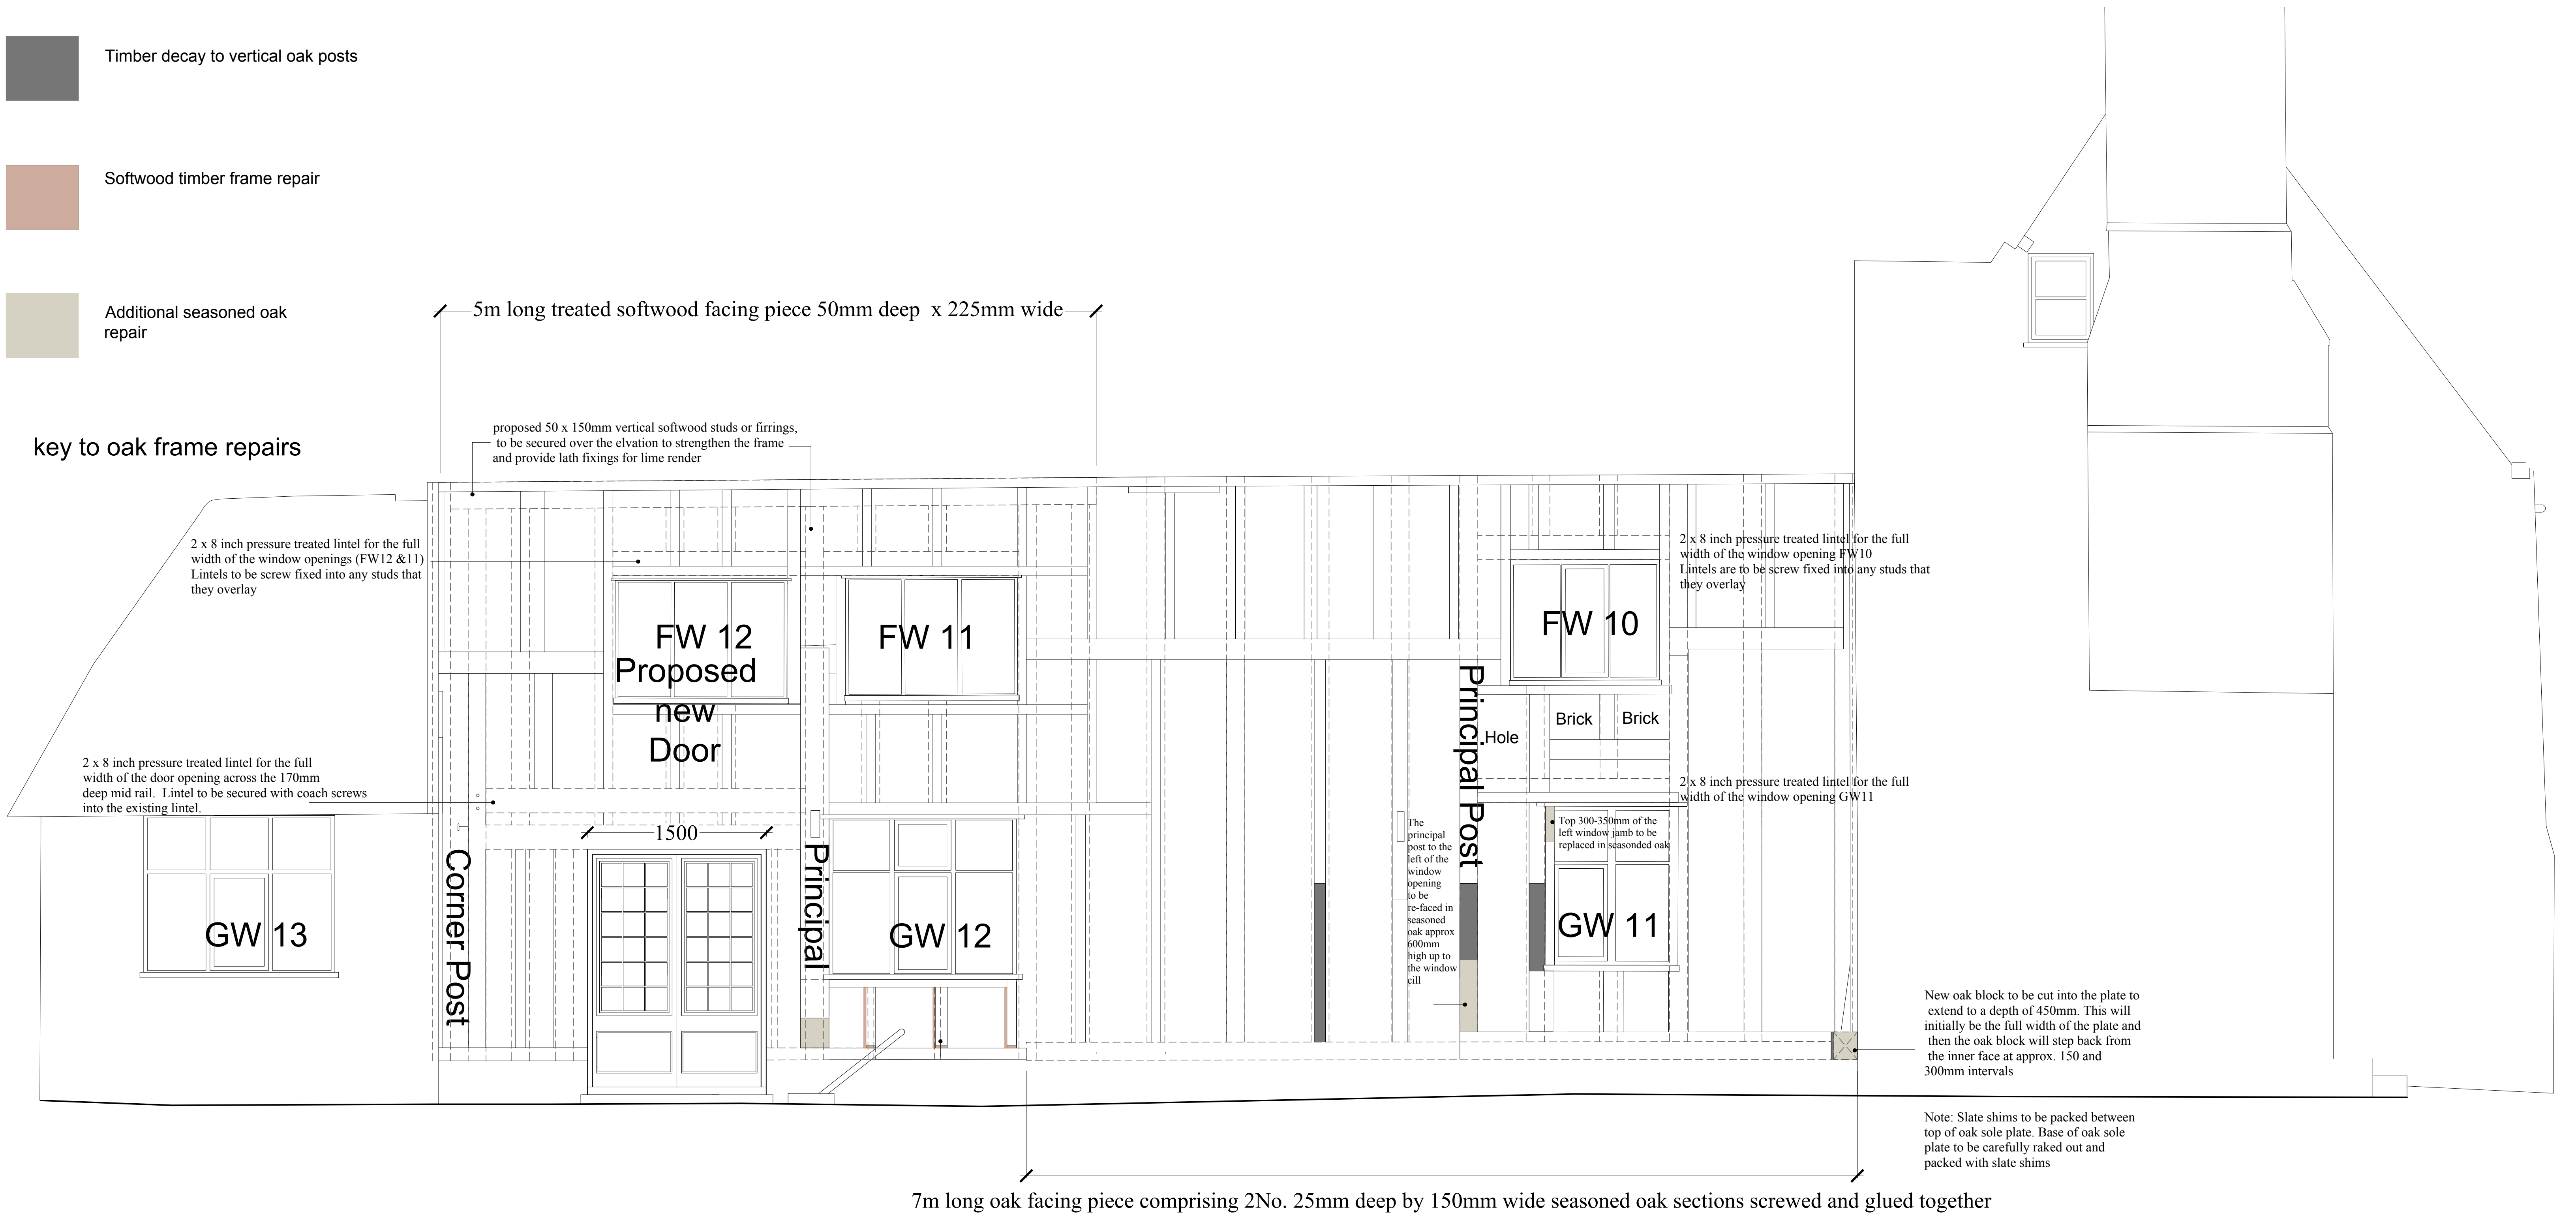 Timber decay to vertical oak posts
Softwood timber frame repair
Additional seasoned oak
repair
key to oak frame repairs
5m long treated softwood facing piece 50mm deep x 225mm wide
proposed 50 x 150mm vertical softwood studs or firrings,
to be secured over the elvation to strengthen the frame
and provide lath fixings for lime render
2 x 8 inch pressure treated lintel for the full
width of the window openings (FW12 &11)
Lintels to be screw fixed into any studs that
they overlay
2 x 8 inch pressure treated lintel for the full
width of the window opening FW10
Lintels are to be screw fixed into any studs that
they overlay
FW 12
Proposed
new
Door
FW 11
FW 10
Principal Post
Hole
Brick
Brick
2 x 8 inch pressure treated lintel for the full
width of the door opening across the 170mm
deep mid rail. Lintel to be secured with coach screws
into the existing lintel.
2 x 8 inch pressure treated lintel for the full
width of the window opening GW11
1500
Corner Post
Principal
The
principal
post to the
left of the
window
opening
to be
re-faced in
seasoned
oak approx
600mm
high up to
the window
cill
Top 300-350mm of the
left window jamb to be
replaced in seasonded oak
GW 13
GW 12
GW 11
New oak block to be cut into the plate to
extend to a depth of 450mm. This will
initially be the full width of the plate and
then the oak block will step back from
the inner face at approx. 150 and
300mm intervals
Note: Slate shims to be packed between
top of oak sole plate. Base of oak sole
plate to be carefully raked out and
packed with slate shims
7m long oak facing piece comprising 2No. 25mm deep by 150mm wide seasoned oak sections screwed and glued together